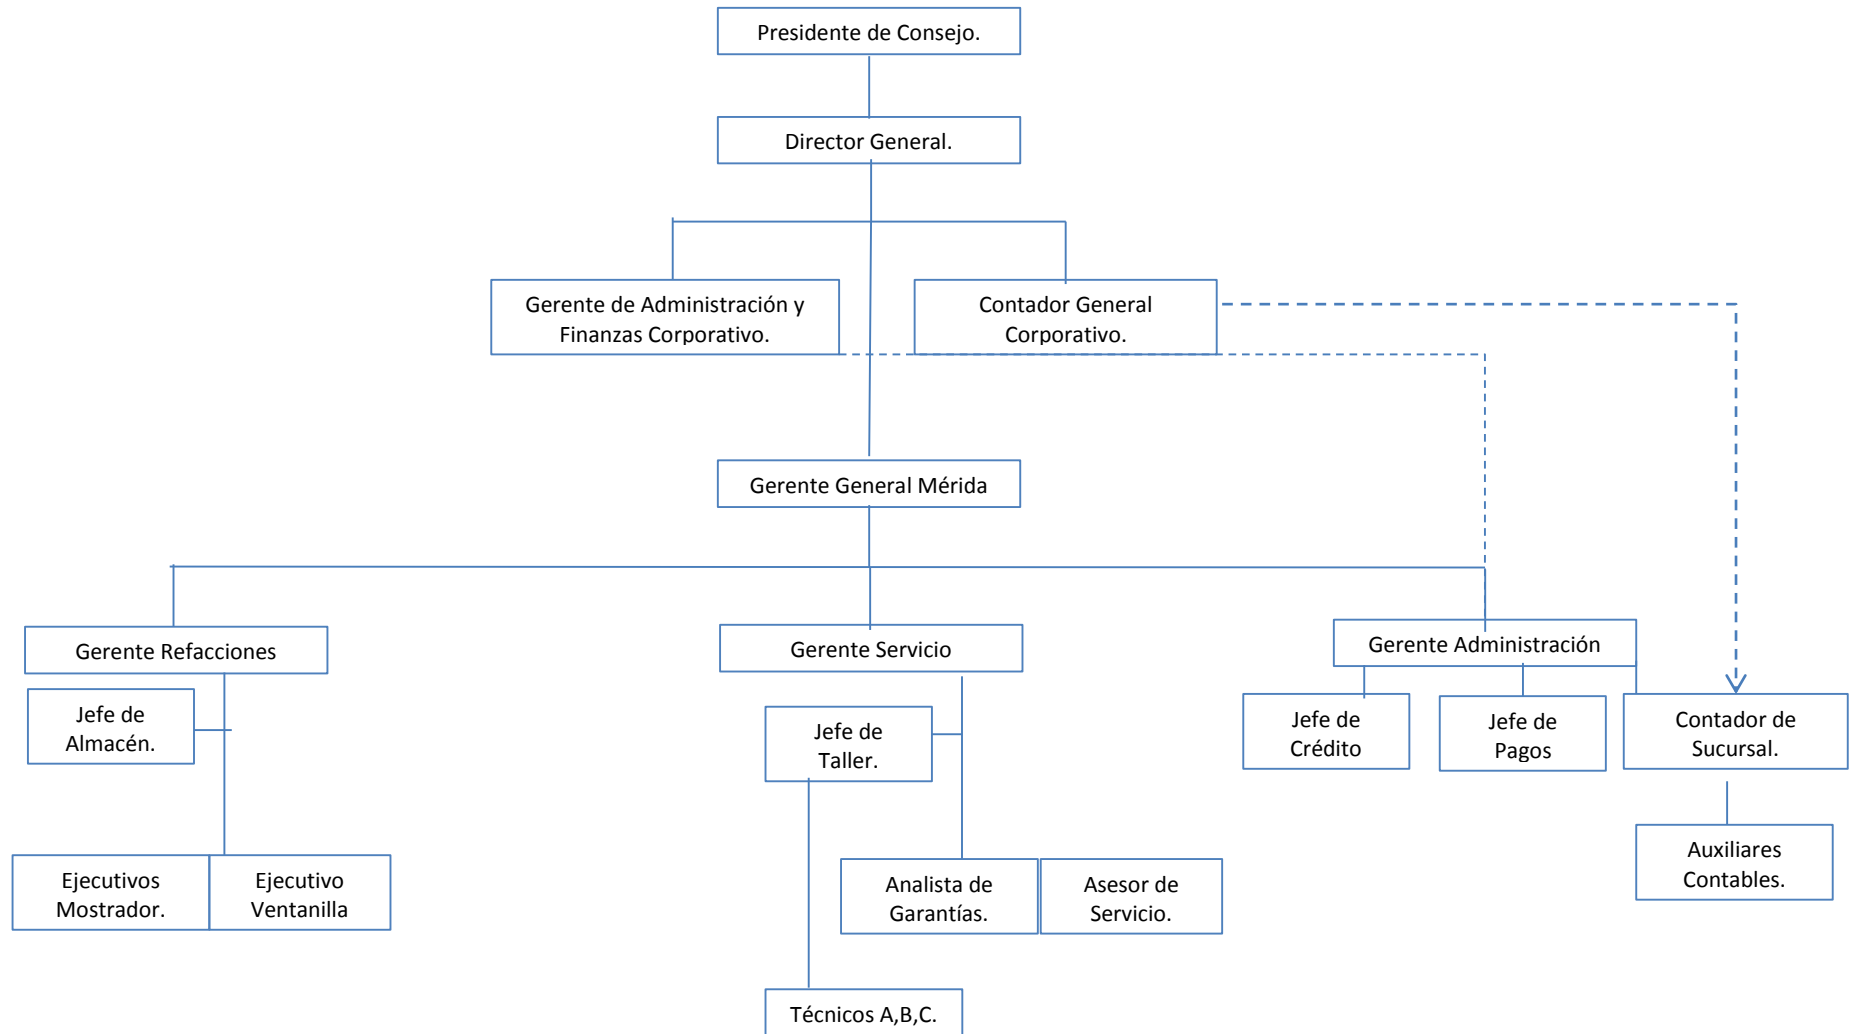 Presidente de Consejo.
Director General.
Gerente de Administración y
Finanzas Corporativo.
Contador General
Corporativo.
Gerente General Mérida
Gerente Refacciones
Gerente Servicio
Gerente Administración
Jefe de
Almacén.
Jefe de
Taller.
Jefe de
Crédito
Jefe de
Pagos
Contador de
Sucursal.
Ejecutivos
Mostrador.
Ejecutivo
Ventanilla
Analista de
Garantías.
Asesor de
Servicio.
Auxiliares
Contables.
Técnicos A,B,C.